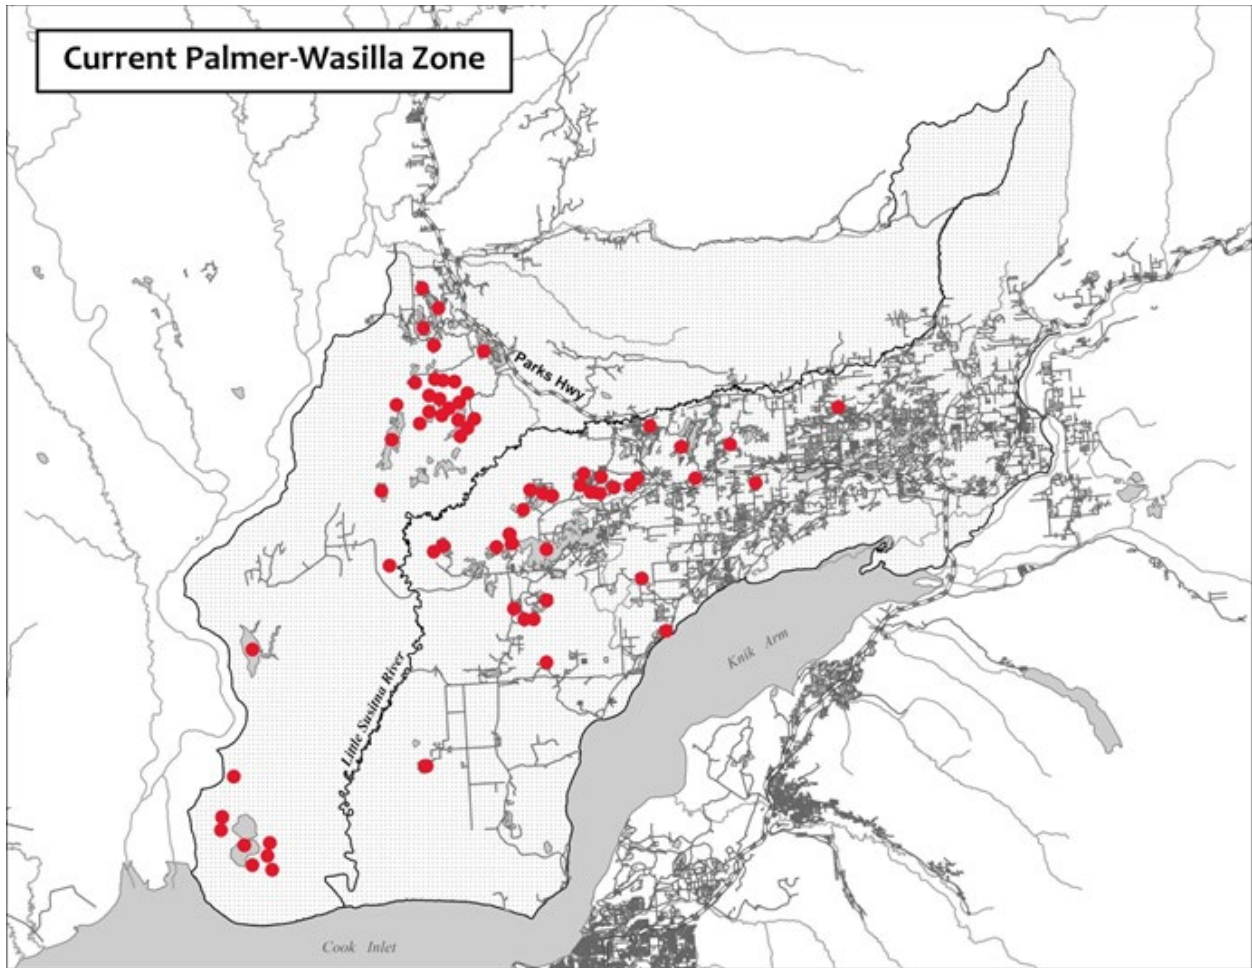 Current Palmer-Wasilla Zone
Parks Hwy
Little Susitna River
Knik Arm
Cook Inlet